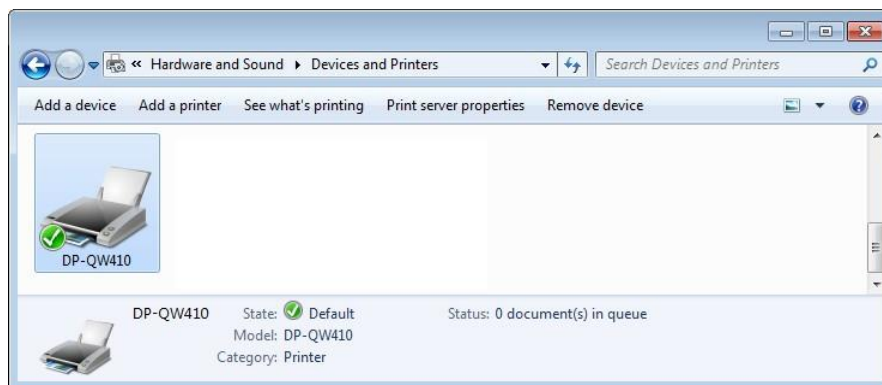 « Hardware and Sound ▸ Devices and Printers Search Devices and Printers
Add a device Add a printer See what's printing Print server properties Remove device
DP-QW410
DP-QW410 State: Default Status: 0 document(s) in queue
Model: DP-QW410
Category: Printer